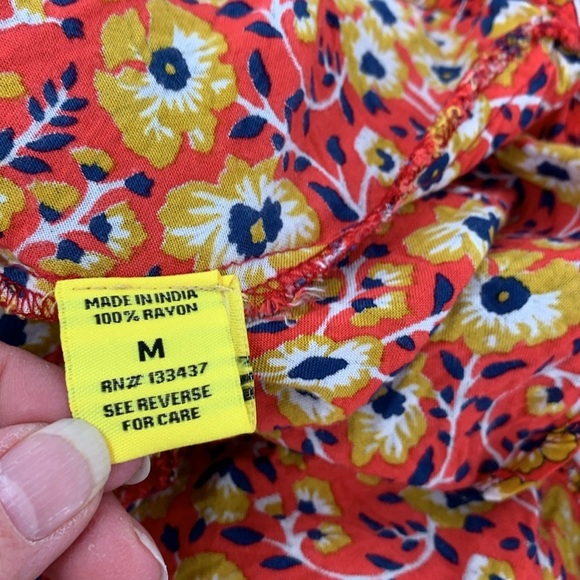 MADE IN INDIA
100% RAYON
M
RN# 133437
SEE REVERSE
FOR CARE